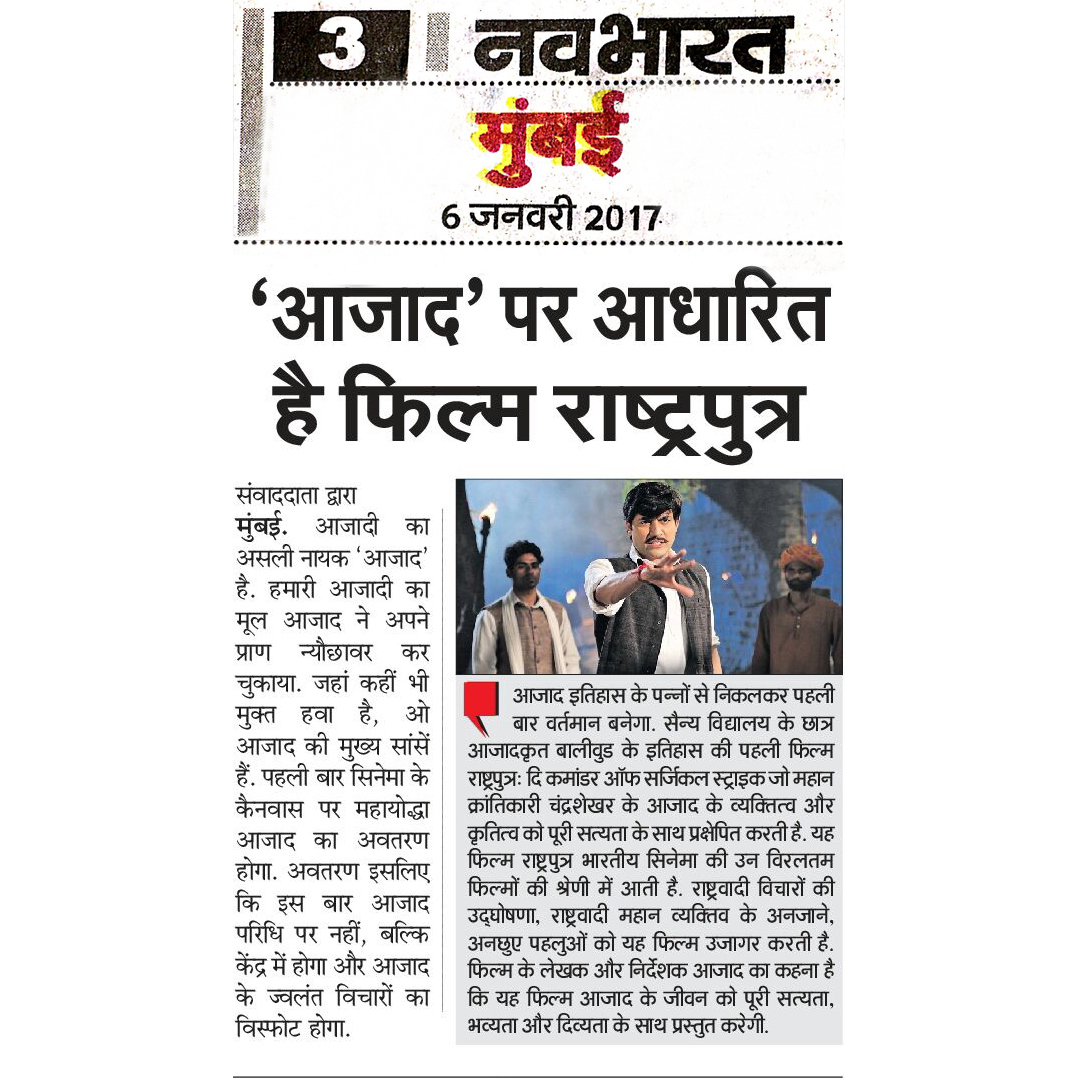 3 नवभारत
मुंबई
6 जनवरी 2017
‘आजाद’ पर आधारित
है फिल्म राष्ट्रपुत्र
संवाददाता द्वारा
मुंबई. आजादी का
असली नायक ‘आजाद’
है. हमारी आजादी का
मूल आजाद ने अपने
प्राण न्यौछावर कर
चुकाया. जहां कहीं भी
मुक्त हवा है, ओ
आजाद की मुख्य सांसें
हैं. पहली बार सिनेमा के
कैनवास पर महायोद्धा
आजाद का अवतरण
होगा. अवतरण इसलिए
कि इस बार आजाद
परिधि पर नहीं, बल्कि
केंद्र में होगा और आजाद
के ज्वलंत विचारों का
विस्फोट होगा.
आजाद इतिहास के पन्नों से निकलकर पहली
बार वर्तमान बनेगा. सैन्य विद्यालय के छात्र
आजादकृत बालीवुड के इतिहास की पहली फिल्म
राष्ट्रपुत्र: दि कमांडर ऑफ सर्जिकल स्ट्राइक जो महान
क्रांतिकारी चंद्रशेखर के आजाद के व्यक्तित्व और
कृतित्व को पूरी सत्यता के साथ प्रक्षेपित करती है. यह
फिल्म राष्ट्रपुत्र भारतीय सिनेमा की उन विरलतम
फिल्मों की श्रेणी में आती है. राष्ट्रवादी विचारों की
उद्घोषणा, राष्ट्रवादी महान व्यक्तिव के अनजाने,
अनछुए पहलुओं को यह फिल्म उजागर करती है.
फिल्म के लेखक और निर्देशक आजाद का कहना है
कि यह फिल्म आजाद के जीवन को पूरी सत्यता,
भव्यता और दिव्यता के साथ प्रस्तुत करेगी.